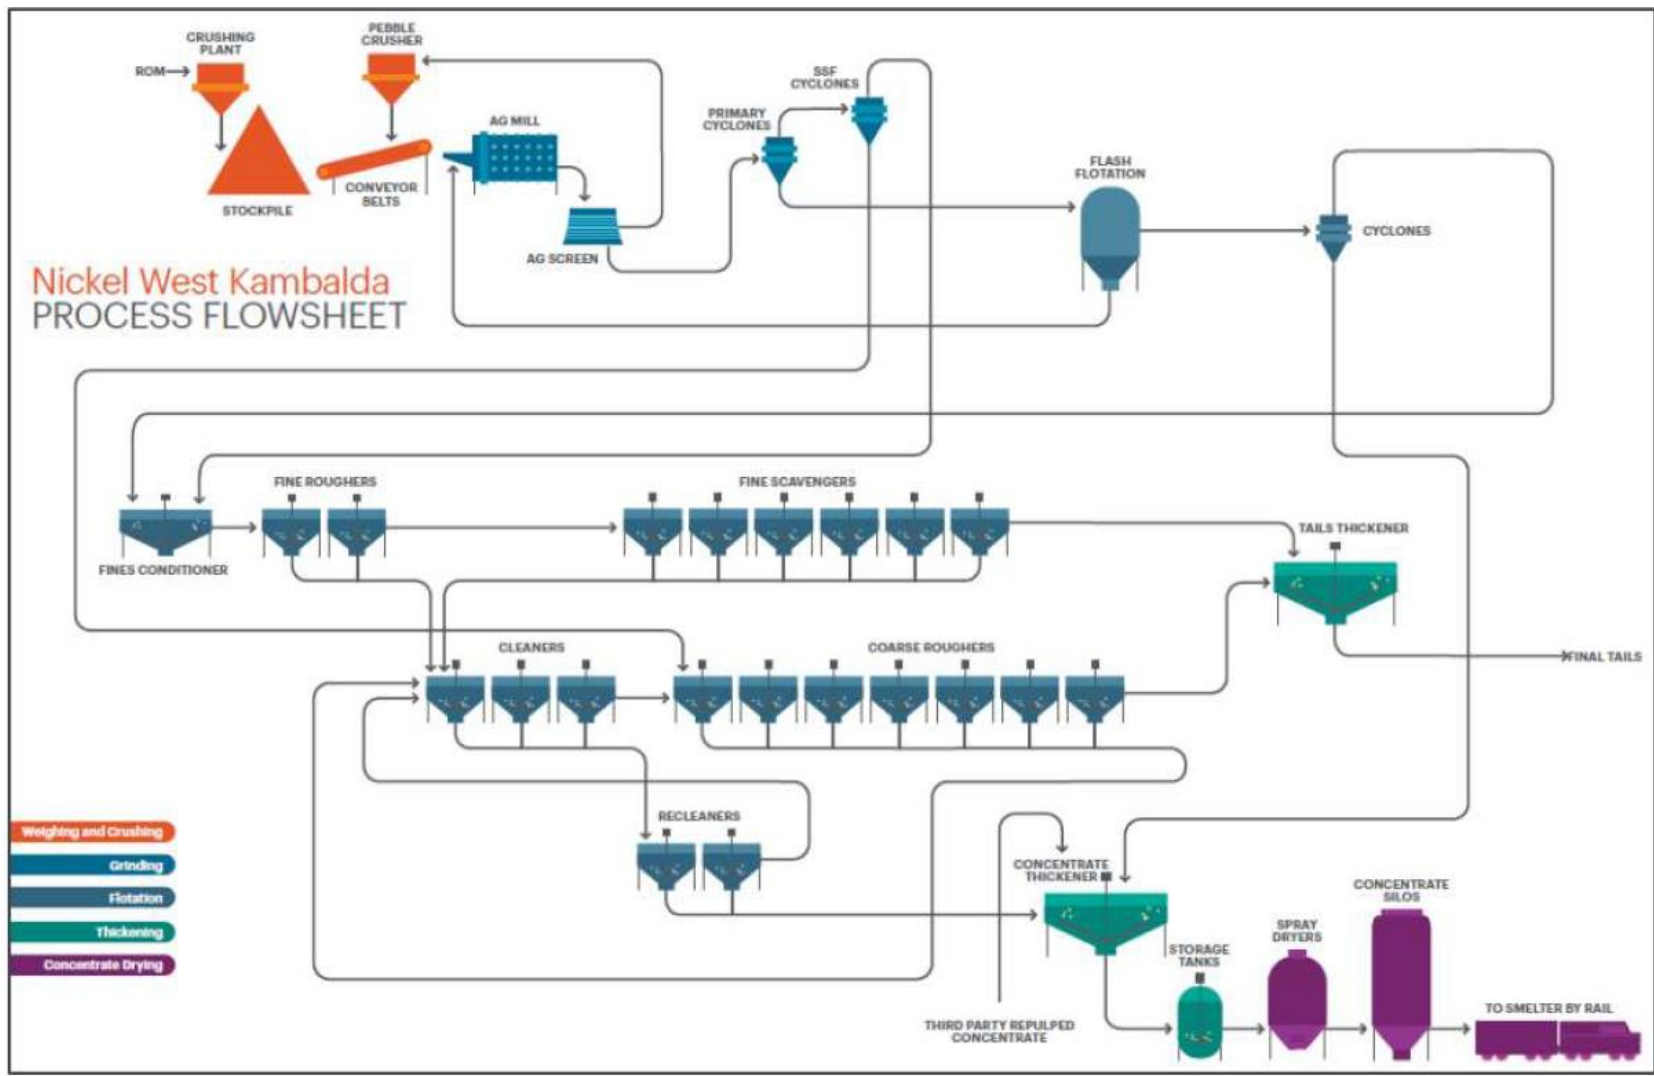 CRUSHING
PLANT
ROM
STOCKPILE
PEBBLE
CRUSHER
CONVEYOR
BELTS
AG MILL
AG SCREEN
PRIMARY
CYCLONES
SSF
CYCLONES
FLASH
FLOTATION
CYCLONES
Nickel West Kambalda
PROCESS FLOWSHEET
FINES CONDITIONER
FINE ROUGHERS
FINE SCAVENGERS
TAILS THICKENER
FINAL TAILS
CLEANERS
COARSE ROUGHERS
RECLEANERS
Weighing and Crushing
Grinding
Flotation
Thickening
Concentrate Drying
CONCENTRATE
THICKENER
THIRD PARTY REPULPED
CONCENTRATE
STORAGE
TANKS
SPRAY
DRYERS
CONCENTRATE
SILOS
TO SMELTER BY RAIL